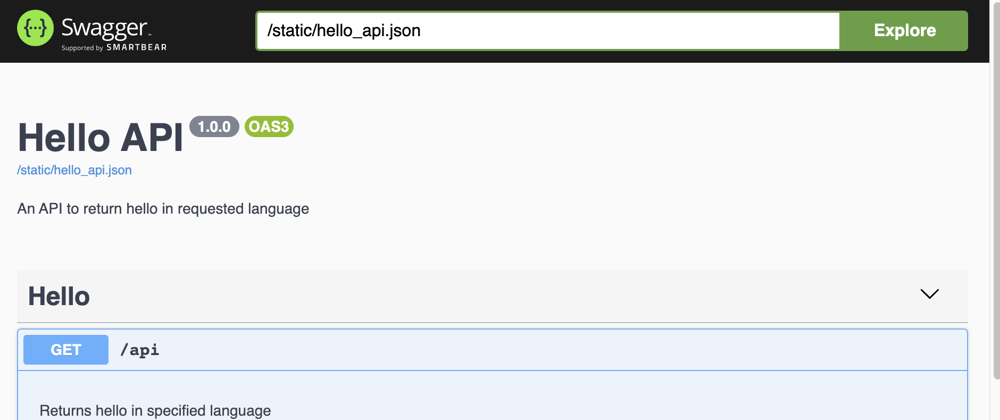 Swagger
Supported by SMARTBEAR
/static/hello_api.json
Explore
Hello API 1.0.0 OAS3
/static/hello_api.json
An API to return hello in requested language
Hello
GET /api
Returns hello in specified language